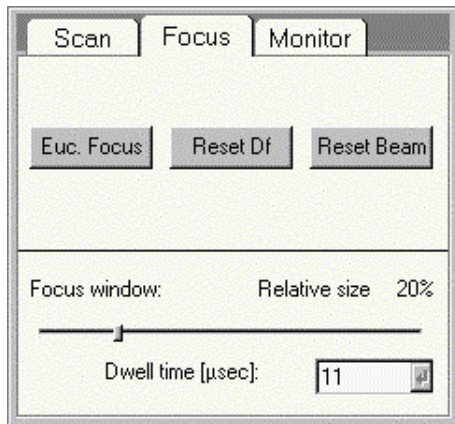 Scan Focus Monitor
Euc. Focus Reset Df Reset Beam
Focus window: Relative size 20%
Dwell time [µsec]: 11